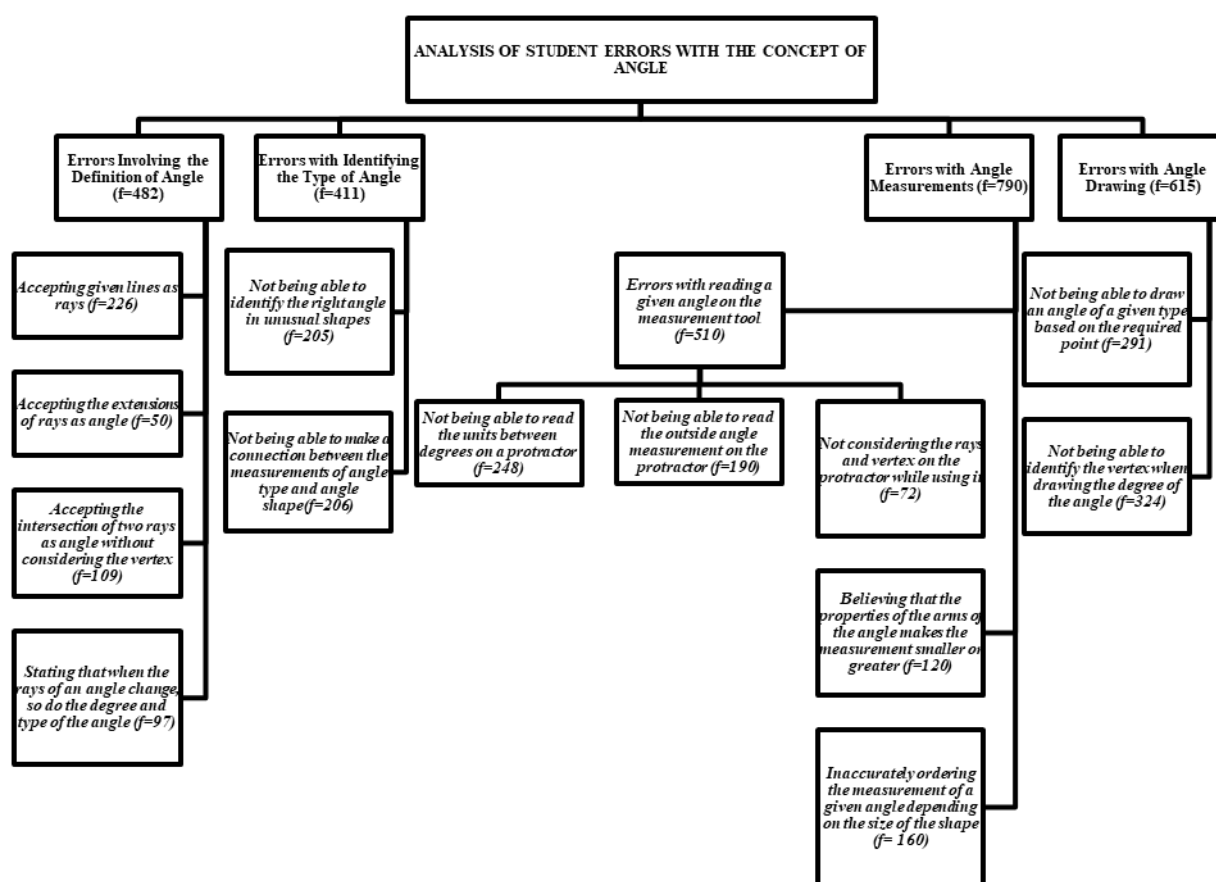 ANALYSIS OF STUDENT ERRORS WITH THE CONCEPT OF
ANGLE
Errors Involving the
Definition of Angle
(f=482)
Errors with Identifying
the Type of Angle
(f=411)
Errors with Angle
Measurements (f=790)
Errors with Angle
Drawing (f=615)
Accepting given lines as
rays (f=226)
Accepting the extensions
of rays as angle (f=50)
Accepting the
intersection of two rays
as angle without
considering the vertex
(f=109)
Stating that when the
rays of an angle change,
so do the degree and
type of the angle (f=97)
Not being able to
identify the right angle
in unusual shapes
(f=205)
Not being able to make a
connection between the
measurements of angle
type and angle
shape(f=206)
Errors with reading a
given angle on the
measurement tool
(f=510)
Not being able to read
the units between
degrees on a protractor
(f=248)
Not being able to read
the outside angle
measurement on the
protractor (f=190)
Not considering the rays
and vertex on the
protractor while using it
(f=72)
Believing that the
properties of the arms of
the angle makes the
measurement smaller or
greater (f=120)
Inaccurately ordering
the measurement of a
given angle depending
on the size of the shape
(f= 160)
Not being able to draw
an angle of a given type
based on the required
point (f=291)
Not being able to
identify the vertex when
drawing the degree of
the angle (f=324)